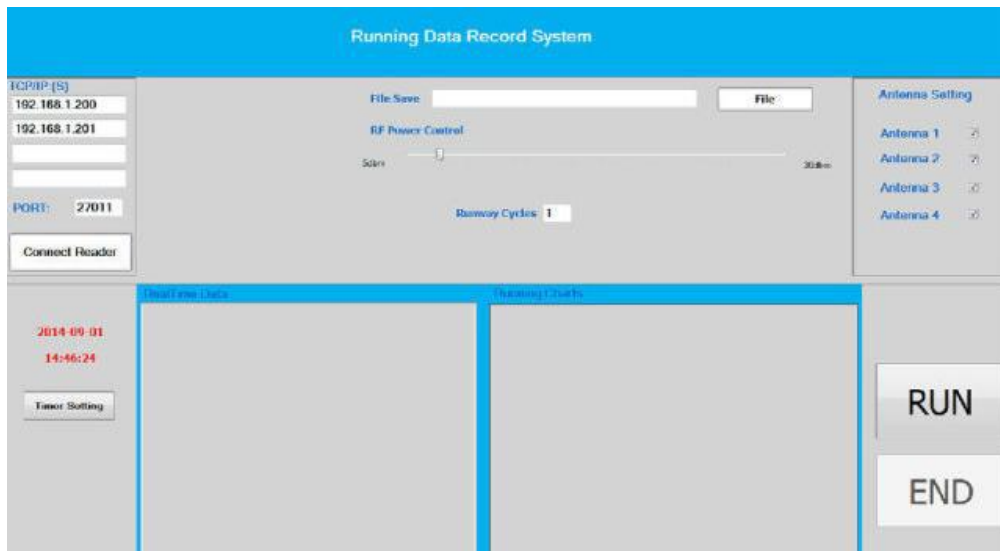 Running Data Record System
TCP/IP (S)
192.168.1.200
192.168.1.201
PORT: 27011
Connect Reader
File Save
File
RF Power Control
5dbm
30dbm
Runway Cycles 1
Antenna Setting
Antenna 1
Antenna 2
Antenna 3
Antenna 4
RealTime Data
Running Charts
2014-09-01
14:46:24
Timer Setting
RUN
END